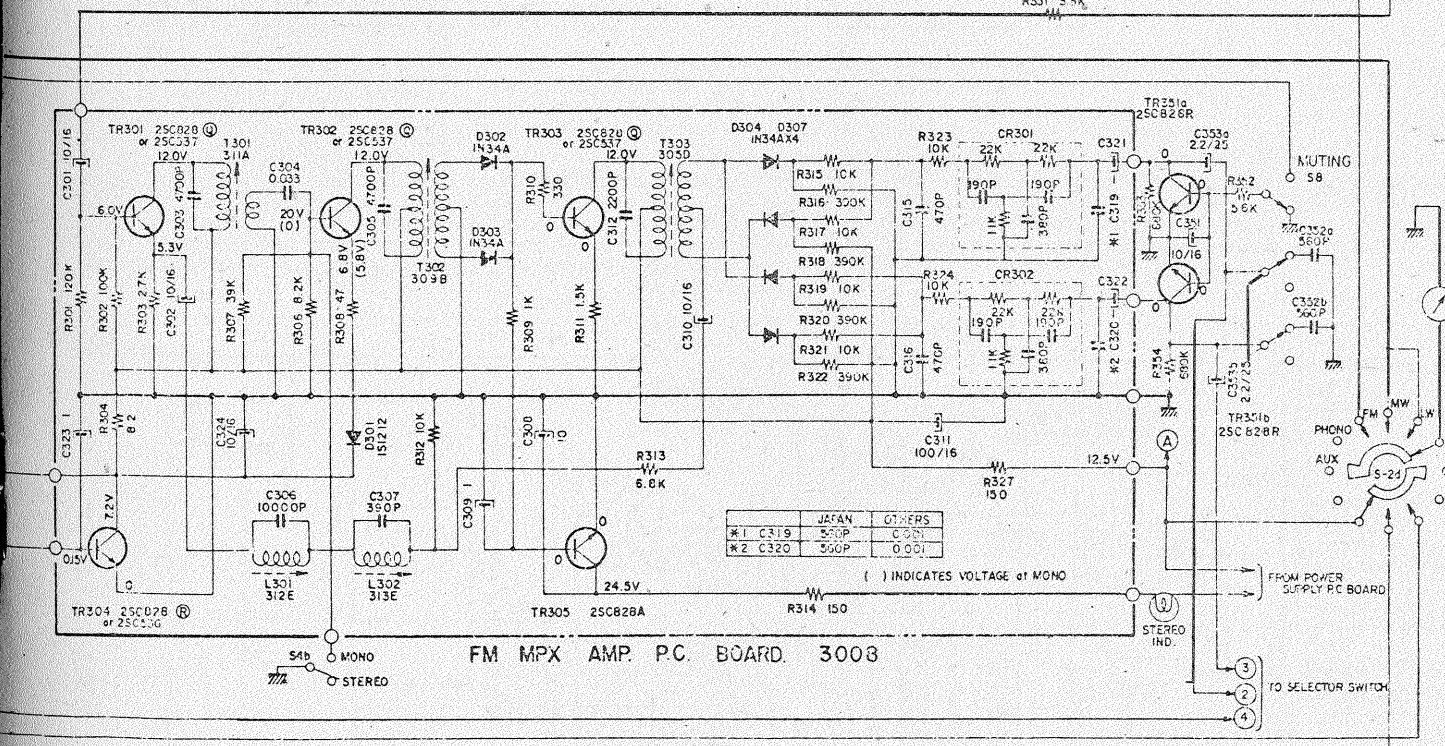 R351 3.3K
TR351a
2SC828R
TR301 2SC828
or 2SC537
12.0V
T301
311A
TR302 2SC828
or 2SC537
12.0V
D302
1N34A
TR303 2SC828
or 2SC537
12.0V
T303
305D
D304 D307
1N34AX4
R323
10K
CR301
22K 22K
C321
C353a
2.2/25
MUTING
S8
C301 10/16
C303 4700P
C304
0.033
C305 4700P
R310
330
C312 2200P
R315 10K
R316 390K
R317 10K
R318 390K
R319 10K
R320 390K
R321 10K
R322 390K
C315
470P
190P 190P
11K
380P
*1 C319
R353
680K
R352
5.6K
C351
10/16
C352a
560P
C352b
560P
6.0V
5.3V
20V
(0)
6.8V
(5.8V)
T302
309B
D303
1N34A
0
0
R301 120K
R302 100K
R303 2.7K
C302 10/16
R307 39K
R306 8.2K
R308 47
R309 1K
R311 1.5K
C310 10/16
R324
10K
CR302
22K 22K
190P 190P
11K
380P
C316
470P
*2 C320
C322
R354
680K
C353b
2.2/25
TR351b
2SC828R
C323 1
R304
8.2
C324
10/16
D301
1S1212
R312 10K
C308
10
C311
100/16
R313
6.8K
R327
150
12.5V
A
FM
MW
LW
PHONO
AUX
S-2d
7.2V
0.15V
0
C306
10000P
C307
390P
C309 1
L301
312E
L302
313E
JAPAN OTHERS
*1 C319 560P 0.001
*2 C320 560P 0.001
( ) INDICATES VOLTAGE at MONO
TR304 2SC828
TR305 2SC828A
24.5V
R314 150
STEREO
IND.
FROM POWER
SUPPLY P.C BOARD
S4b
MONO
STEREO
FM MPX AMP. P.C. BOARD. 3008
3
2
4
TO SELECTOR SWITCH